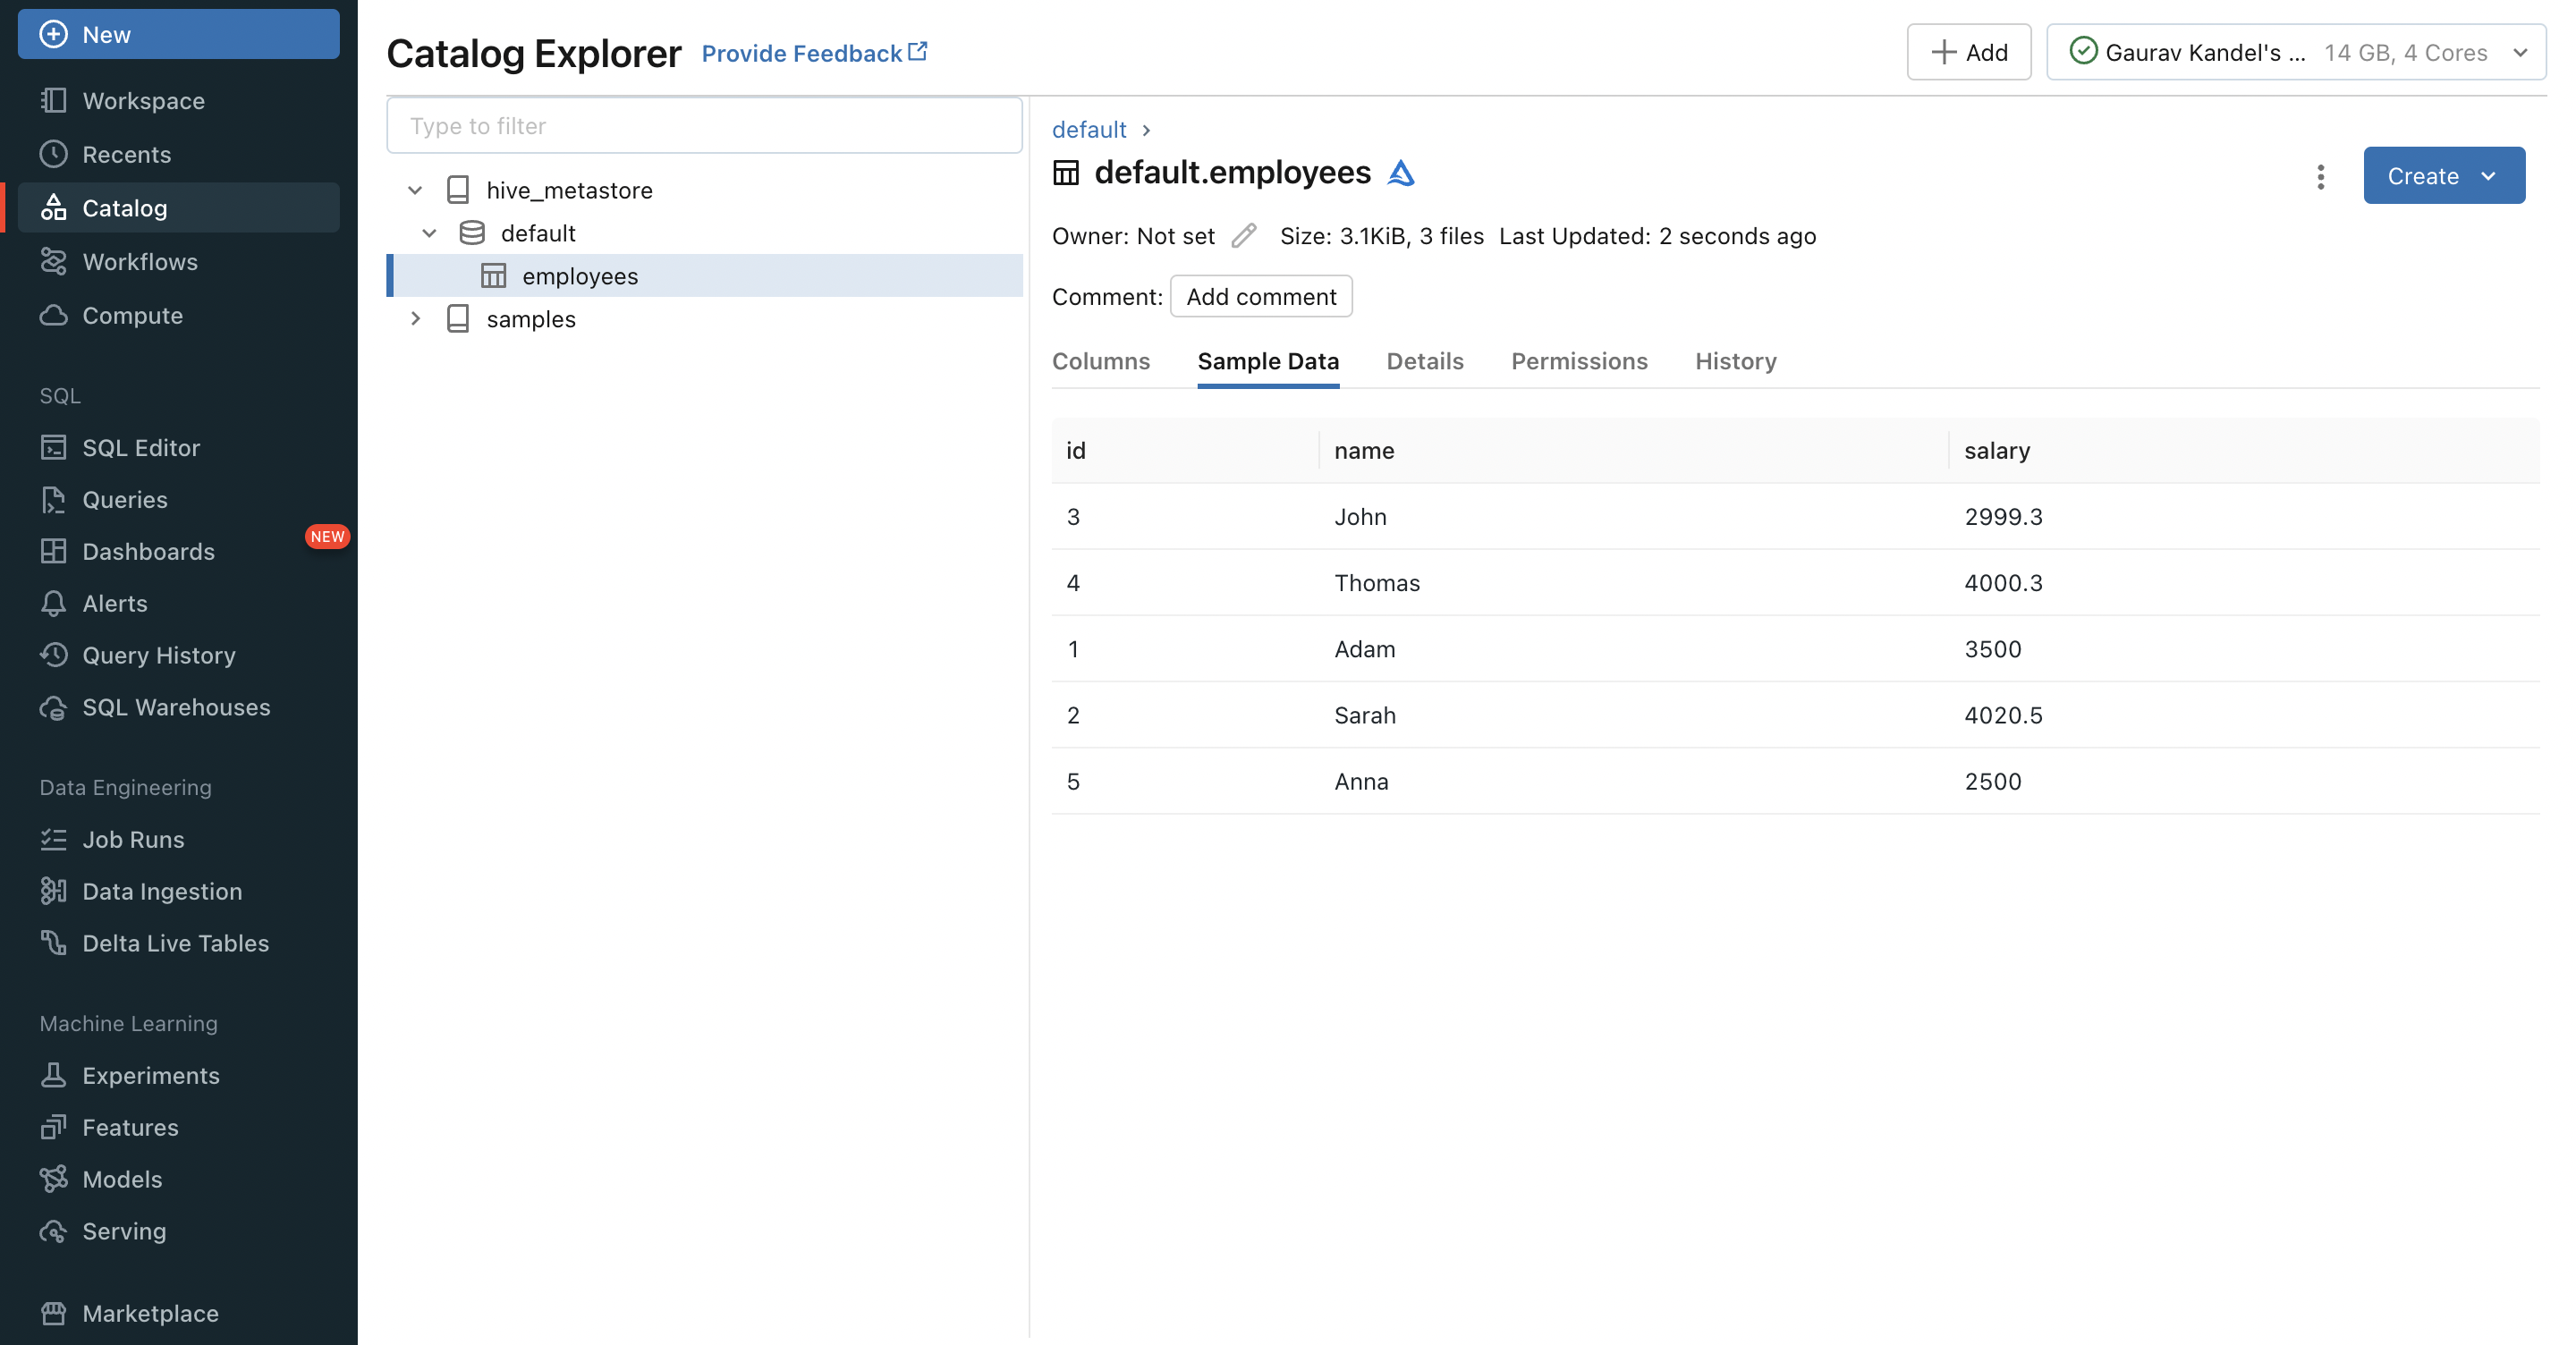 New
Workspace
Recents
Catalog
Workflows
Compute
SQL
SQL Editor
Queries
Dashboards NEW
Alerts
Query History
SQL Warehouses
Data Engineering
Job Runs
Data Ingestion
Delta Live Tables
Machine Learning
Experiments
Features
Models
Serving
Marketplace
Catalog Explorer Provide Feedback
Add Gaurav Kandel's ... 14 GB, 4 Cores
Type to filter
hive_metastore
default
employees
samples
default
default.employees
Create
Owner: Not set Size: 3.1KiB, 3 files Last Updated: 2 seconds ago
Comment: Add comment
Columns Sample Data Details Permissions History
id name salary
3 John 2999.3
4 Thomas 4000.3
1 Adam 3500
2 Sarah 4020.5
5 Anna 2500